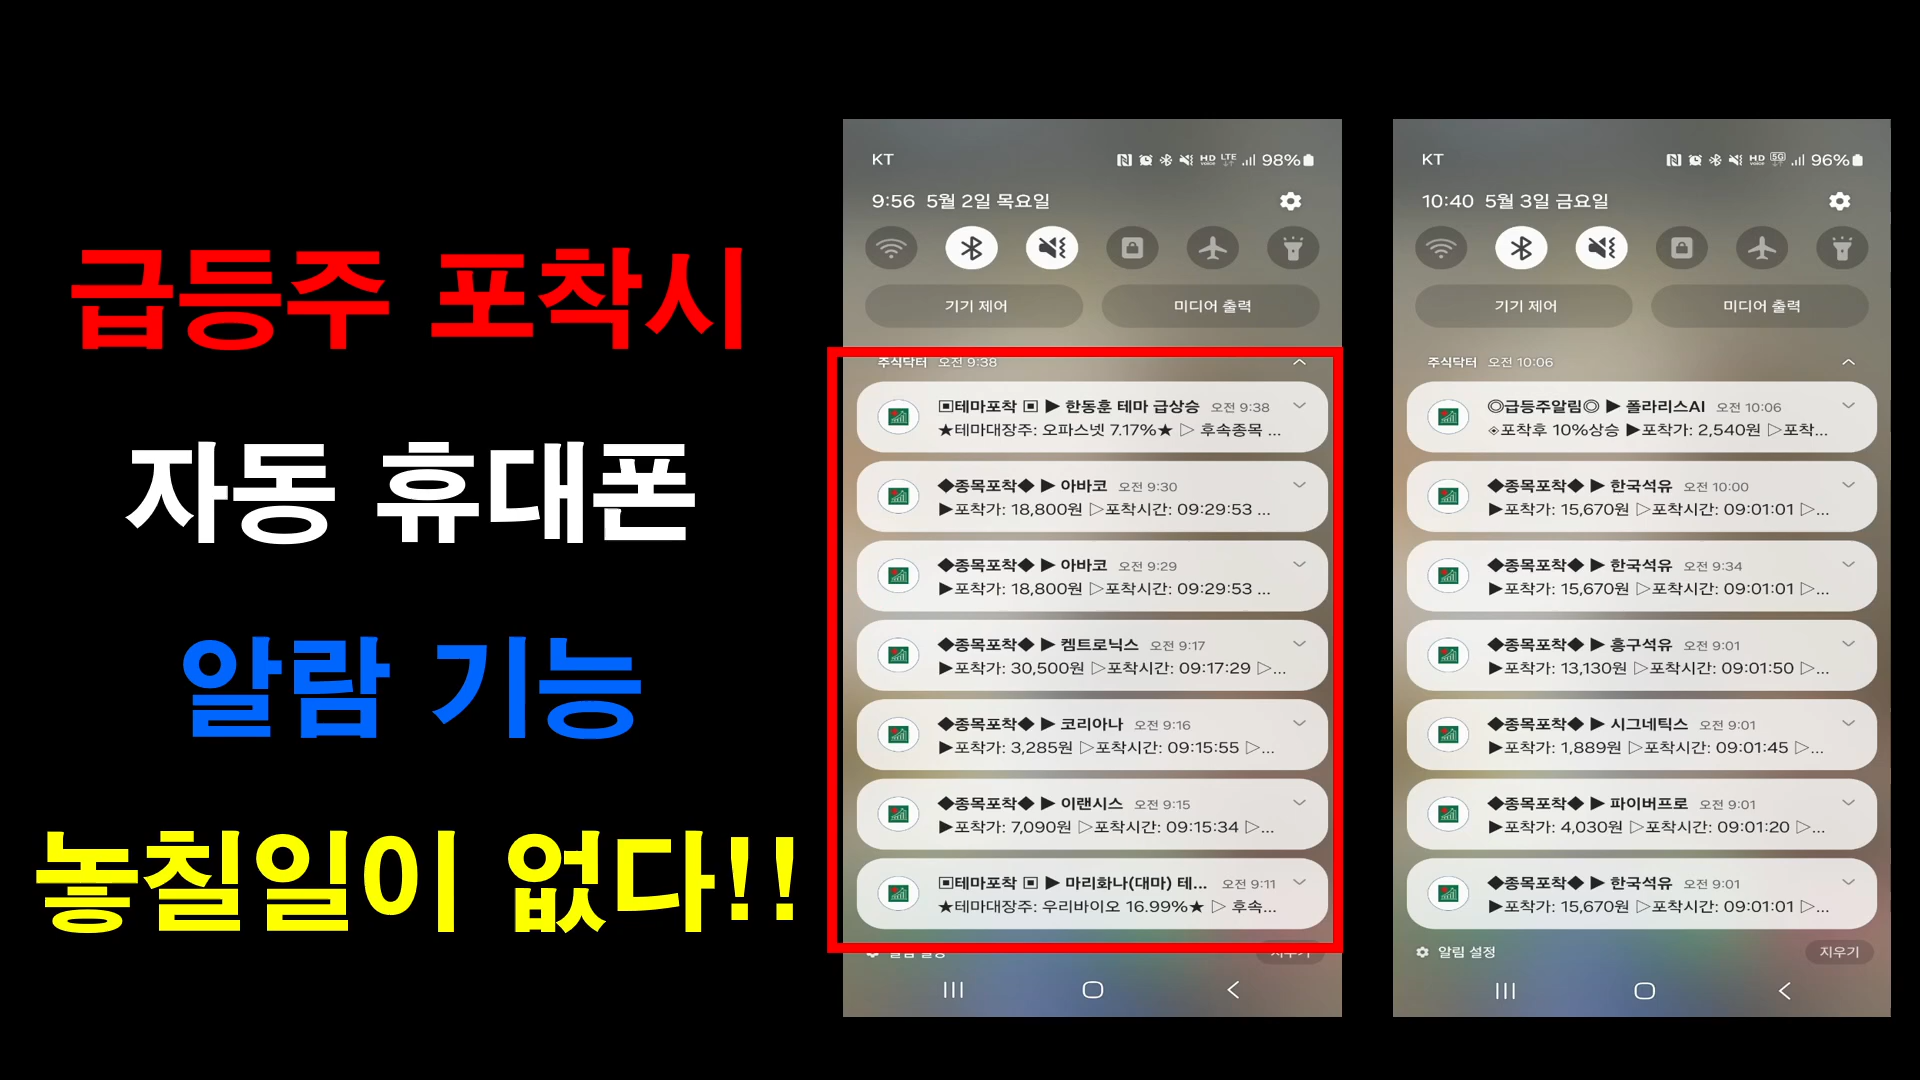 급등주 포착시
자동 휴대폰
알람 기능
놓칠일이 없다!!
KT
HD LTE 98%
9:56 5월 2일 목요일
기기 제어
미디어 출력
주식닥터 오전 9:38
▣테마포착 ▣ ▶ 한동훈 테마 급상승 오전 9:38
★테마대장주: 오파스넷 7.17%★ ▷ 후속종목 ...
◆종목포착◆ ▶ 아바코 오전 9:30
▶포착가: 18,800원 ▷포착시간: 09:29:53 ...
◆종목포착◆ ▶ 아바코 오전 9:29
▶포착가: 18,800원 ▷포착시간: 09:29:53 ...
◆종목포착◆ ▶ 켐트로닉스 오전 9:17
▶포착가: 30,500원 ▷포착시간: 09:17:29 ▷...
◆종목포착◆ ▶ 코리아나 오전 9:16
▶포착가: 3,285원 ▷포착시간: 09:15:55 ▷...
◆종목포착◆ ▶ 이랜시스 오전 9:15
▶포착가: 7,090원 ▷포착시간: 09:15:34 ▷...
▣테마포착 ▣ ▶ 마리화나(대마) 테... 오전 9:11
★테마대장주: 우리바이오 16.99%★ ▷ 후속...
KT
HD 5G 96%
10:40 5월 3일 금요일
기기 제어
미디어 출력
주식닥터 오전 10:06
◎급등주알림◎ ▶ 폴라리스AI 오전 10:06
◈포착후 10%상승 ▶포착가: 2,540원 ▷포착...
◆종목포착◆ ▶ 한국석유 오전 10:00
▶포착가: 15,670원 ▷포착시간: 09:01:01 ▷...
◆종목포착◆ ▶ 한국석유 오전 9:34
▶포착가: 15,670원 ▷포착시간: 09:01:01 ▷...
◆종목포착◆ ▶ 흥구석유 오전 9:01
▶포착가: 13,130원 ▷포착시간: 09:01:50 ▷...
◆종목포착◆ ▶ 시그네틱스 오전 9:01
▶포착가: 1,889원 ▷포착시간: 09:01:45 ▷...
◆종목포착◆ ▶ 파이버프로 오전 9:01
▶포착가: 4,030원 ▷포착시간: 09:01:20 ▷...
◆종목포착◆ ▶ 한국석유 오전 9:01
▶포착가: 15,670원 ▷포착시간: 09:01:01 ▷...
알림 설정
지우기